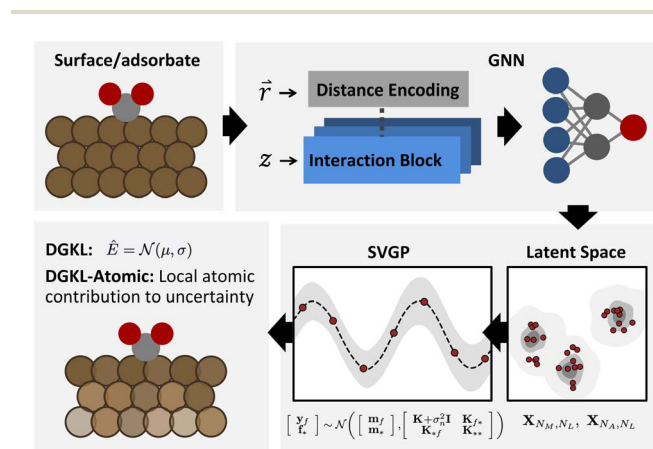 Surface/adsorbate
GNN
r⃗ → Distance Encoding
z → Interaction Block
DGKL: Ê = 𝒩(μ, σ)
DGKL-Atomic: Local atomic
contribution to uncertainty
SVGP
Latent Space
[ y_f f_* ] ~ 𝒩( [ m_f m_* ] , [ K+σ_n^2 I K_{f*} K_{*f} K_{**} ] )
X_{N_M,N_L}, X_{N_A,N_L}